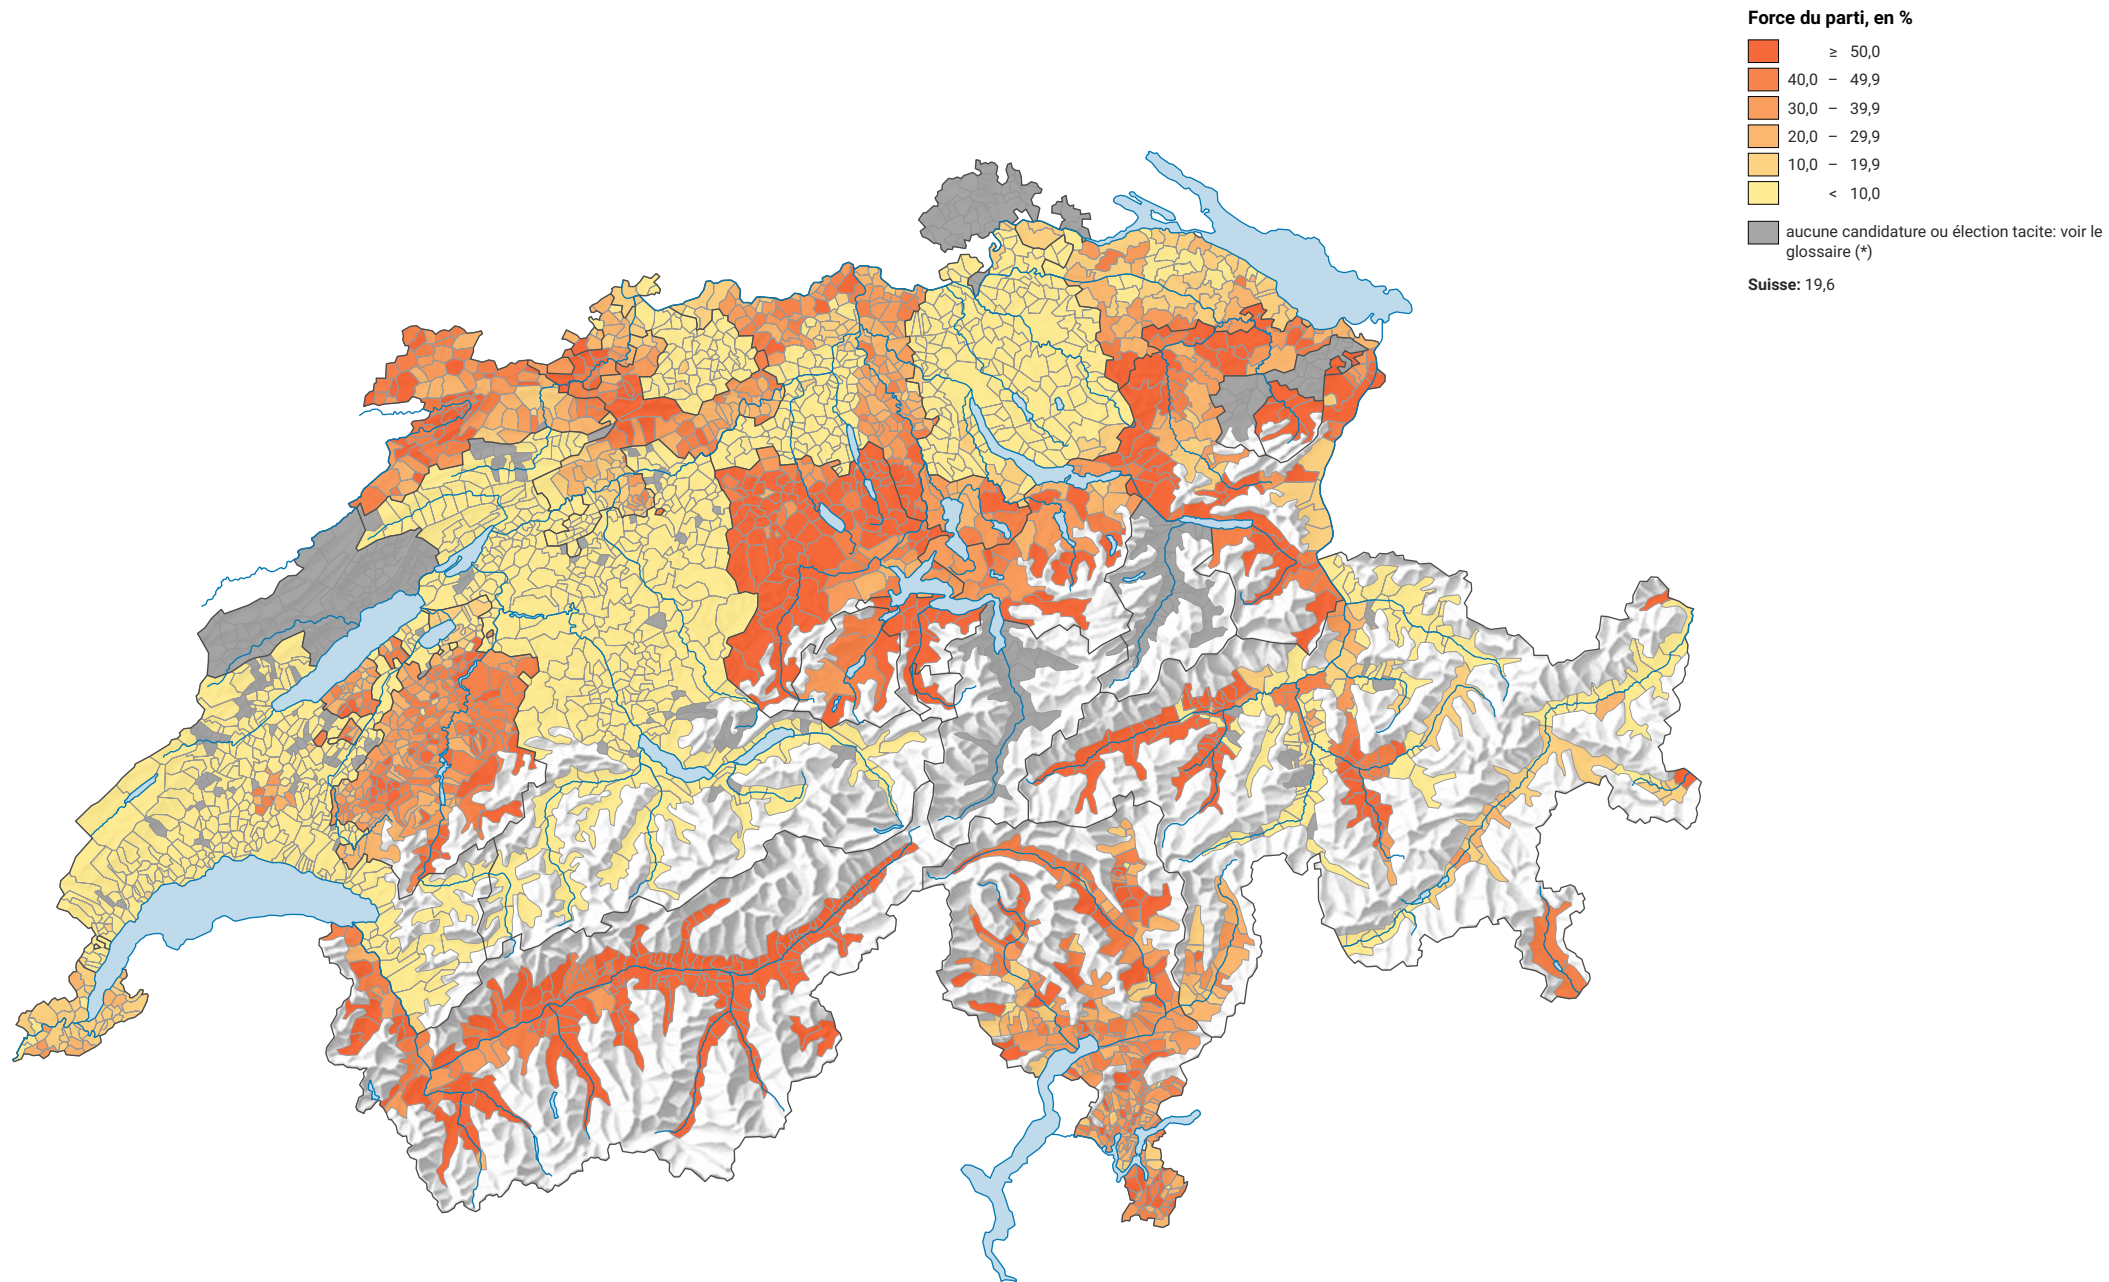 Force du parti, en %
≥ 50,0
40,0 – 49,9
30,0 – 39,9
20,0 – 29,9
10,0 – 19,9
< 10,0
aucune candidature ou élection tacite: voir le
glossaire (*)
Suisse: 19,6